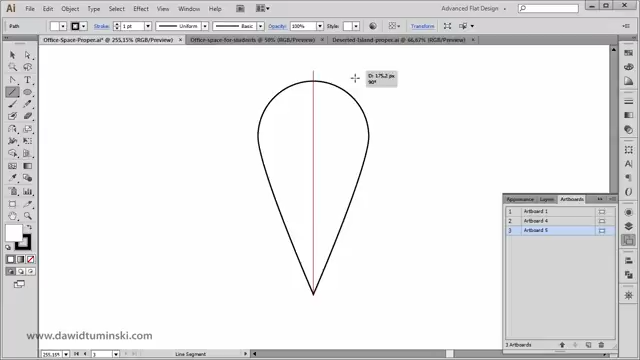 Ai
File Edit Object Type Select Effect View Window Help
Advanced Flat Design
Path
Stroke: 1 pt Uniform Basic Opacity: 100% Style: Transform
Office-Space-Proper.ai* @ 255,15% (RGB/Preview) × Office-space-for-students @ 50% (RGB/Preview) × Deserted-Island-proper.ai @ 66,67% (RGB/Preview) ×
D: 175,2 px
90°
Appearance Layers Artboards
1 Artboard 1
2 Artboard 4
3 Artboard 5
3 Artboards
www.dawidtuminski.com
255,15% 3 Line Segment